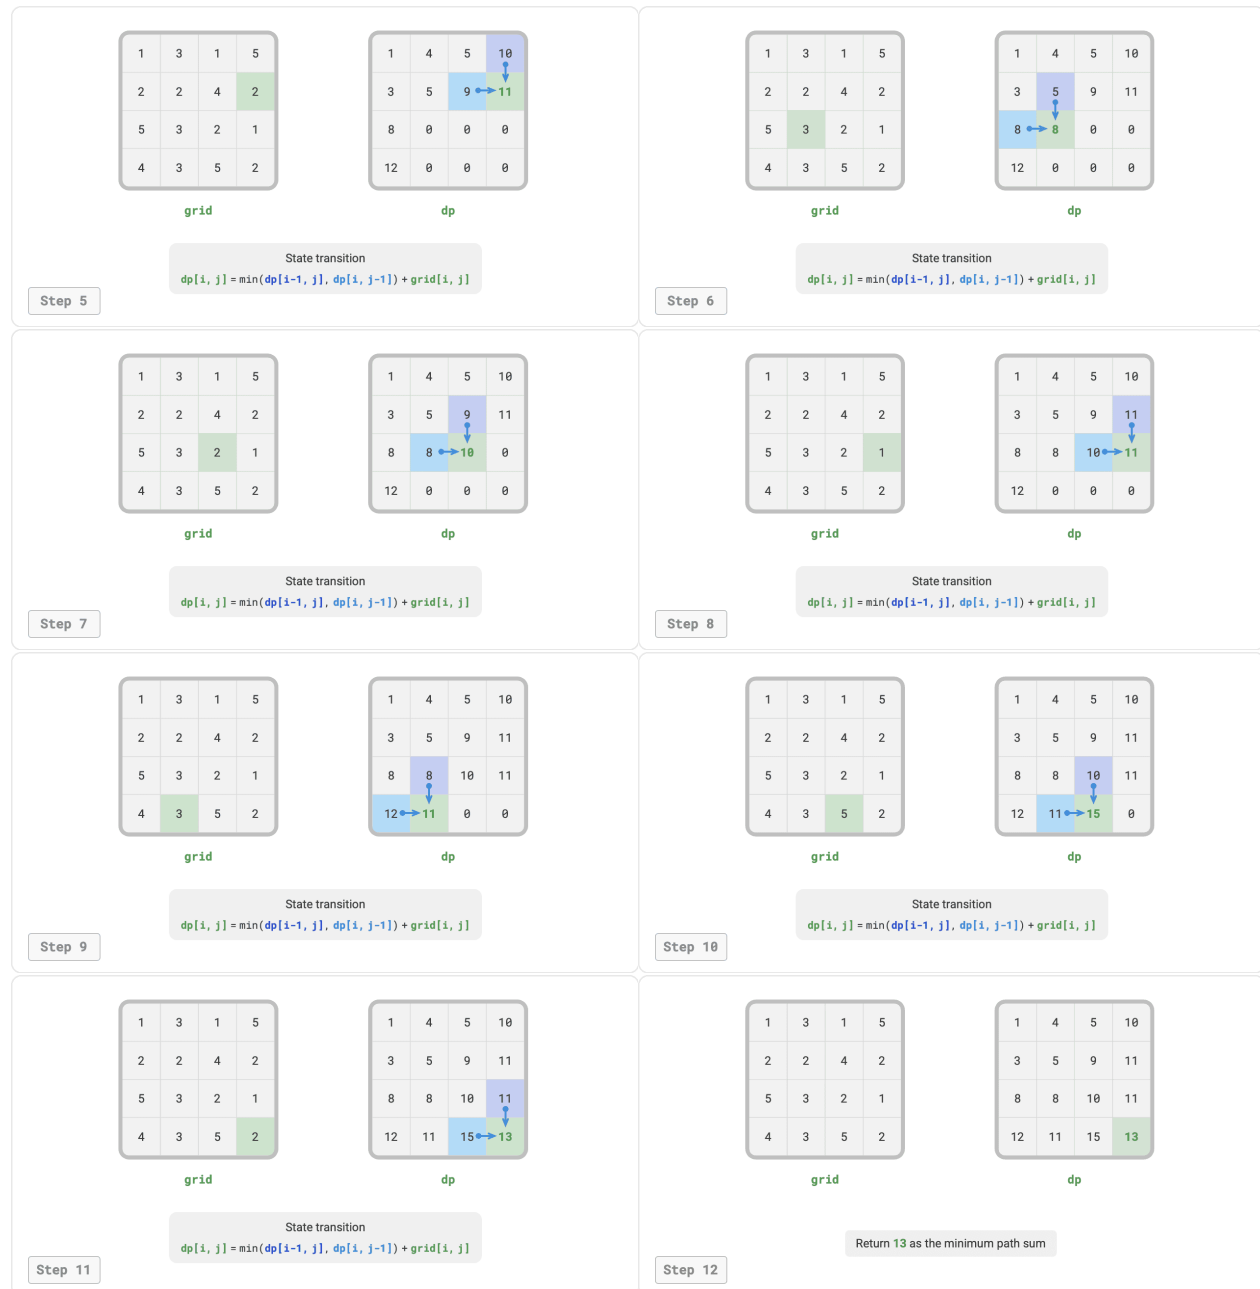 1 3 1 5
2 2 4 2
5 3 2 1
4 3 5 2
grid
1 4 5 10
3 5 9 11
8 0 0 0
12 0 0 0
dp
State transition
dp[i, j] = min(dp[i-1, j], dp[i, j-1]) + grid[i, j]
Step 5
1 3 1 5
2 2 4 2
5 3 2 1
4 3 5 2
grid
1 4 5 10
3 5 9 11
8 8 0 0
12 0 0 0
dp
State transition
dp[i, j] = min(dp[i-1, j], dp[i, j-1]) + grid[i, j]
Step 6
1 3 1 5
2 2 4 2
5 3 2 1
4 3 5 2
grid
1 4 5 10
3 5 9 11
8 8 10 0
12 0 0 0
dp
State transition
dp[i, j] = min(dp[i-1, j], dp[i, j-1]) + grid[i, j]
Step 7
1 3 1 5
2 2 4 2
5 3 2 1
4 3 5 2
grid
1 4 5 10
3 5 9 11
8 8 10 11
12 0 0 0
dp
State transition
dp[i, j] = min(dp[i-1, j], dp[i, j-1]) + grid[i, j]
Step 8
1 3 1 5
2 2 4 2
5 3 2 1
4 3 5 2
grid
1 4 5 10
3 5 9 11
8 8 10 11
12 11 0 0
dp
State transition
dp[i, j] = min(dp[i-1, j], dp[i, j-1]) + grid[i, j]
Step 9
1 3 1 5
2 2 4 2
5 3 2 1
4 3 5 2
grid
1 4 5 10
3 5 9 11
8 8 10 11
12 11 15 0
dp
State transition
dp[i, j] = min(dp[i-1, j], dp[i, j-1]) + grid[i, j]
Step 10
1 3 1 5
2 2 4 2
5 3 2 1
4 3 5 2
grid
1 4 5 10
3 5 9 11
8 8 10 11
12 11 15 13
dp
State transition
dp[i, j] = min(dp[i-1, j], dp[i, j-1]) + grid[i, j]
Step 11
1 3 1 5
2 2 4 2
5 3 2 1
4 3 5 2
grid
1 4 5 10
3 5 9 11
8 8 10 11
12 11 15 13
dp
Return 13 as the minimum path sum
Step 12